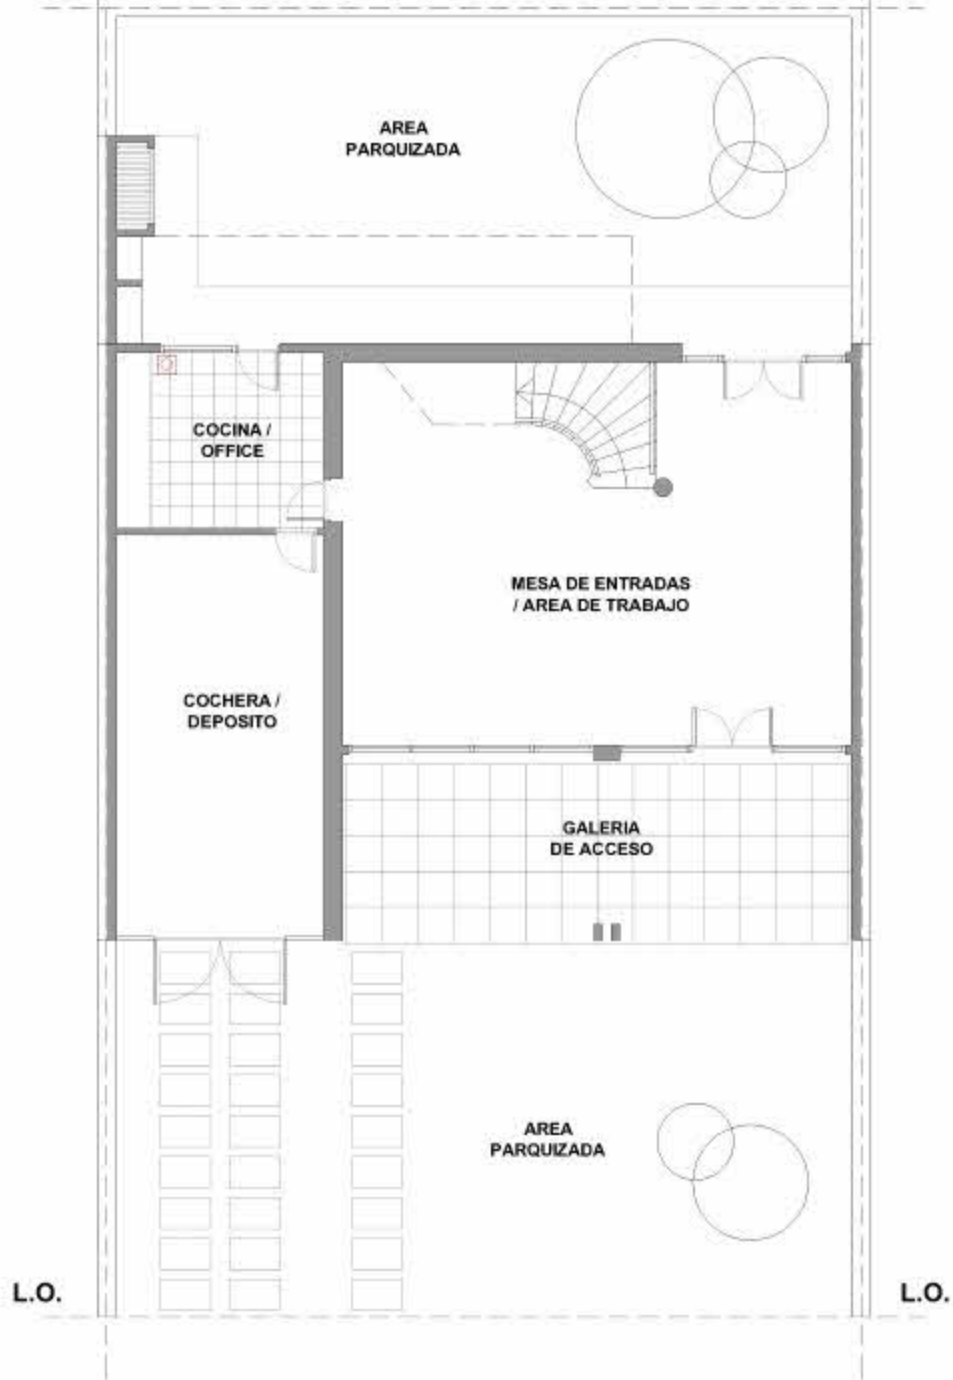 AREA
PARQUIZADA
COCINA /
OFFICE
MESA DE ENTRADAS
/ AREA DE TRABAJO
COCHERA /
DEPOSITO
GALERIA
DE ACCESO
AREA
PARQUIZADA
L.O.
L.O.